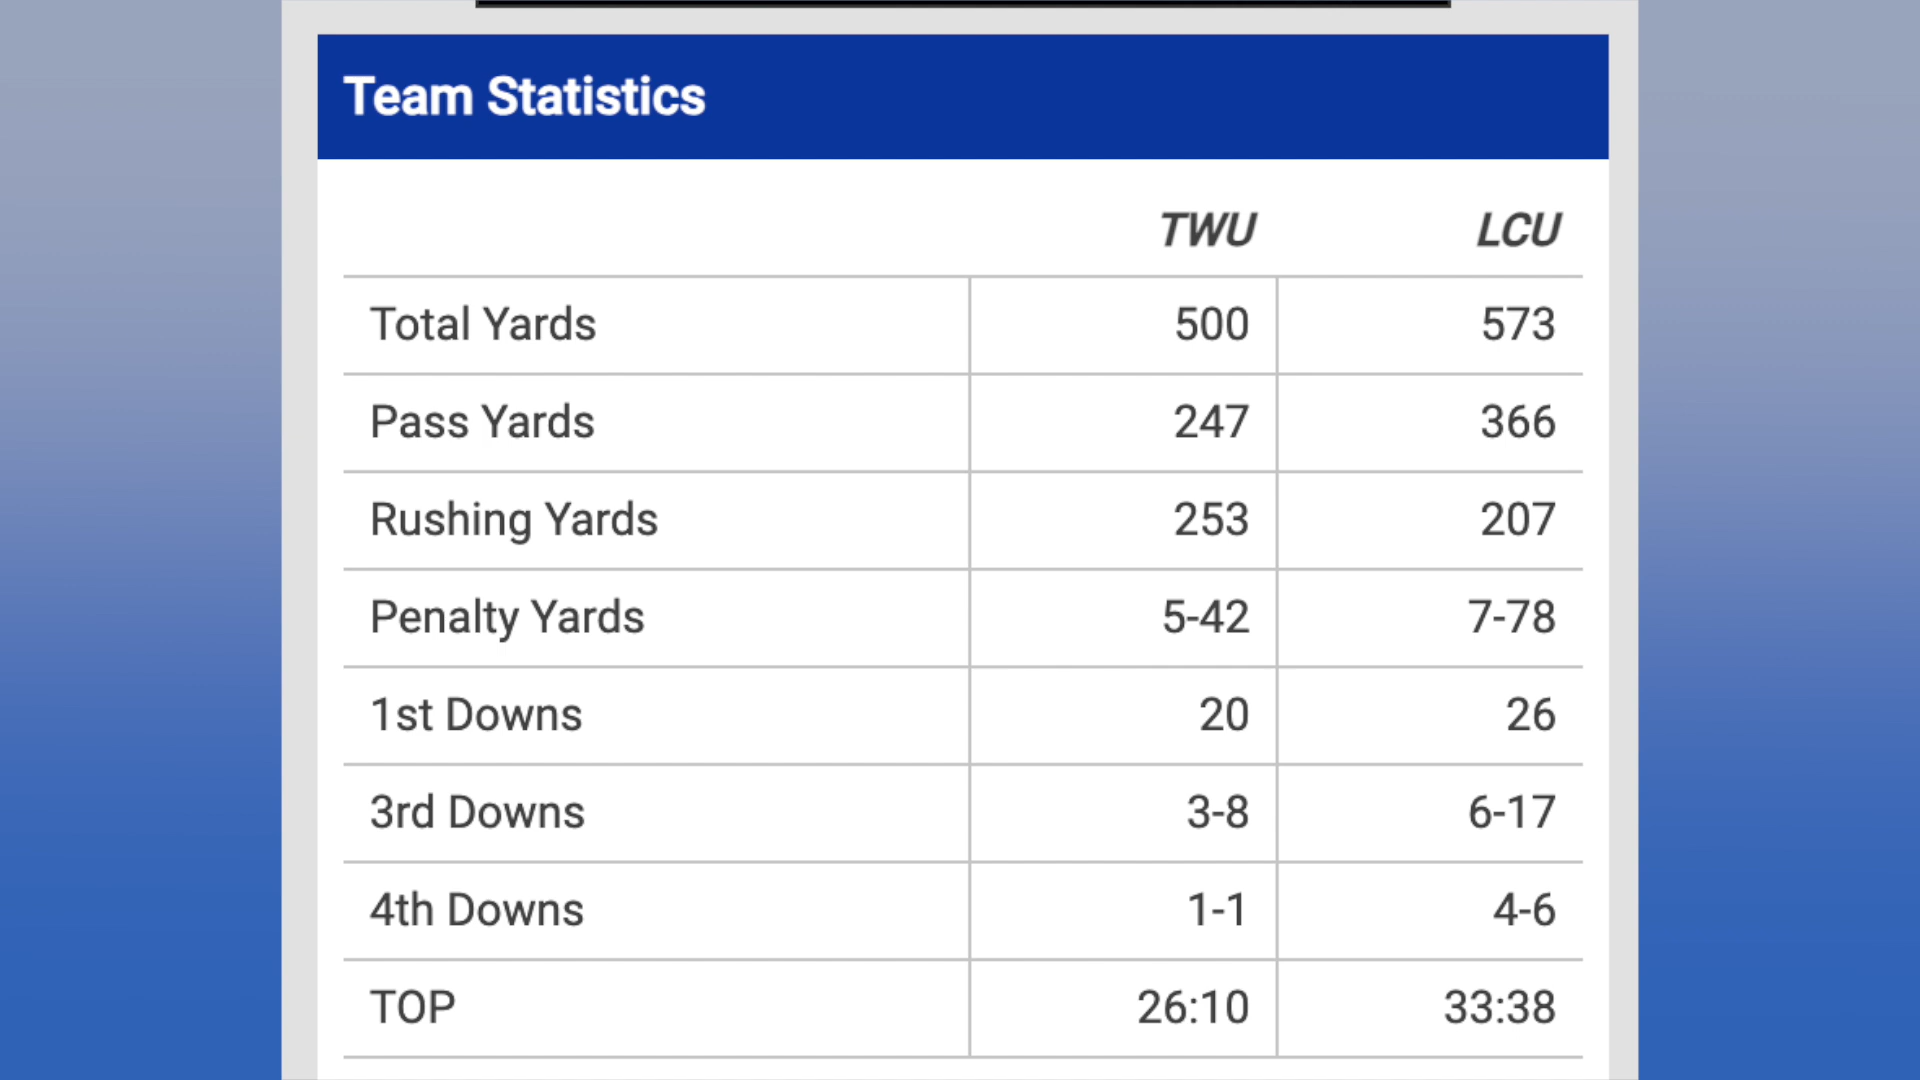 Team Statistics
TWU LCU
Total Yards 500 573
Pass Yards 247 366
Rushing Yards 253 207
Penalty Yards 5-42 7-78
1st Downs 20 26
3rd Downs 3-8 6-17
4th Downs 1-1 4-6
TOP 26:10 33:38